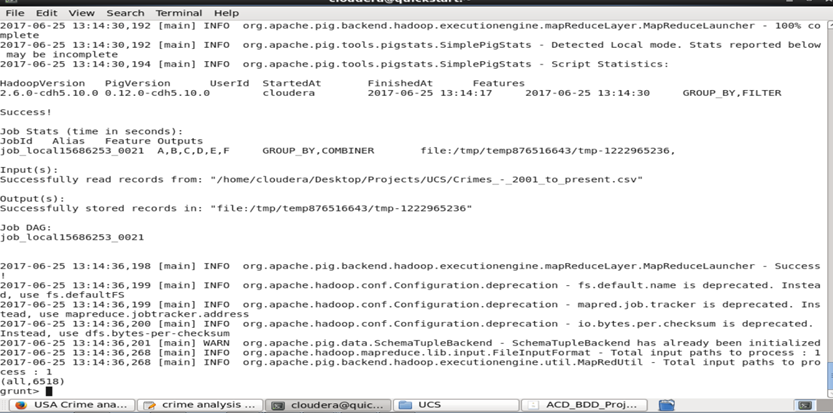 cloudera@quickstart:~
File Edit View Search Terminal Help
2017-06-25 13:14:30,192 [main] INFO  org.apache.pig.backend.hadoop.executionengine.mapReduceLayer.MapReduceLauncher - 100% co
mplete
2017-06-25 13:14:30,192 [main] INFO  org.apache.pig.tools.pigstats.SimplePigStats - Detected Local mode. Stats reported below
 may be incomplete
2017-06-25 13:14:30,194 [main] INFO  org.apache.pig.tools.pigstats.SimplePigStats - Script Statistics:
HadoopVersion PigVersion UserId StartedAt FinishedAt Features
2.6.0-cdh5.10.0 0.12.0-cdh5.10.0 cloudera 2017-06-25 13:14:17 2017-06-25 13:14:30 GROUP_BY,FILTER
Success!
Job Stats (time in seconds):
JobId Alias Feature Outputs
job_local15686253_0021 A,B,C,D,E,F GROUP_BY,COMBINER file:/tmp/temp876516643/tmp-1222965236,
Input(s):
Successfully read records from: "/home/cloudera/Desktop/Projects/UCS/Crimes_-_2001_to_present.csv"
Output(s):
Successfully stored records in: "file:/tmp/temp876516643/tmp-1222965236"
Job DAG:
job_local15686253_0021
2017-06-25 13:14:36,198 [main] INFO  org.apache.pig.backend.hadoop.executionengine.mapReduceLayer.MapReduceLauncher - Success
!
2017-06-25 13:14:36,199 [main] INFO  org.apache.hadoop.conf.Configuration.deprecation - fs.default.name is deprecated. Instea
d, use fs.defaultFS
2017-06-25 13:14:36,199 [main] INFO  org.apache.hadoop.conf.Configuration.deprecation - mapred.job.tracker is deprecated. Ins
tead, use mapreduce.jobtracker.address
2017-06-25 13:14:36,200 [main] INFO  org.apache.hadoop.conf.Configuration.deprecation - io.bytes.per.checksum is deprecated.
Instead, use dfs.bytes-per-checksum
2017-06-25 13:14:36,201 [main] WARN  org.apache.pig.data.SchemaTupleBackend - SchemaTupleBackend has already been initialized
2017-06-25 13:14:36,268 [main] INFO  org.apache.hadoop.mapreduce.lib.input.FileInputFormat - Total input paths to process : 1
2017-06-25 13:14:36,268 [main] INFO  org.apache.pig.backend.hadoop.executionengine.util.MapRedUtil - Total input paths to pro
cess : 1
(all,6518)
grunt>
USA Crime ana... crime analysis ... cloudera@quic... UCS ACD_BDD_Proj...